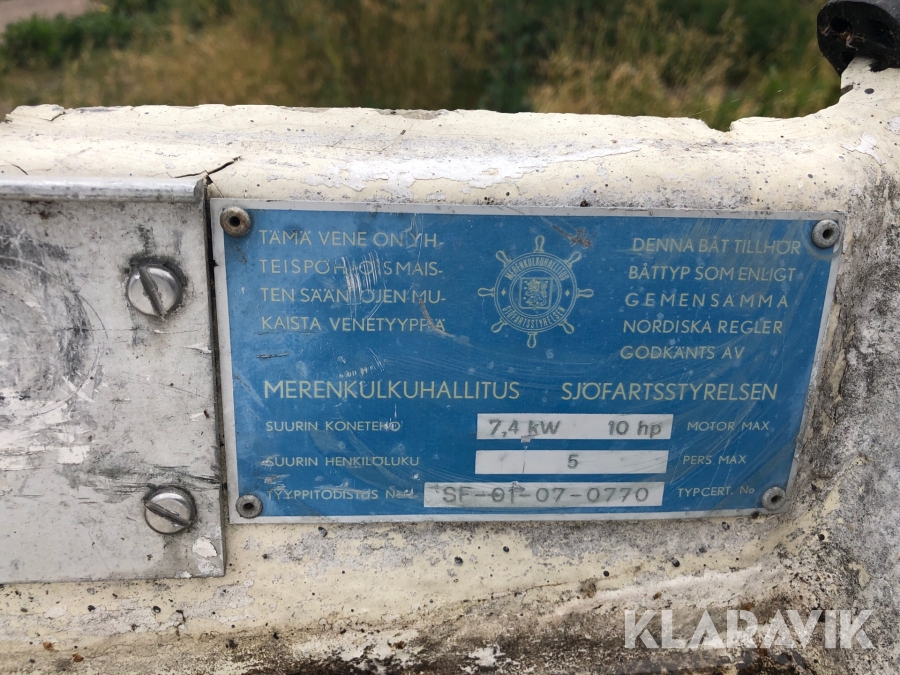 TÄMÄ VENE ON YH-
TEISPOHJOISMAIS-
TEN SÄÄNTÖJEN MU-
KAISTA VENETYYPPIÄ
MERENKULKUHALLITUS
SJÖFARTSSTYRELSEN
DENNA BÅT TILLHÖR
BÅTTYP SOM ENLIGT
GEMENSAMMA
NORDISKA REGLER
GODKÄNTS AV
MERENKULKUHALLITUS SJÖFARTSSTYRELSEN
SUURIN KONETEHO 7,4 kW 10 hp MOTOR MAX
SUURIN HENKILÖLUKU 5 PERS MAX
TYYPPITODISTUS N:o SF-01-07-0770 TYPCERT. No
KLARAVIK